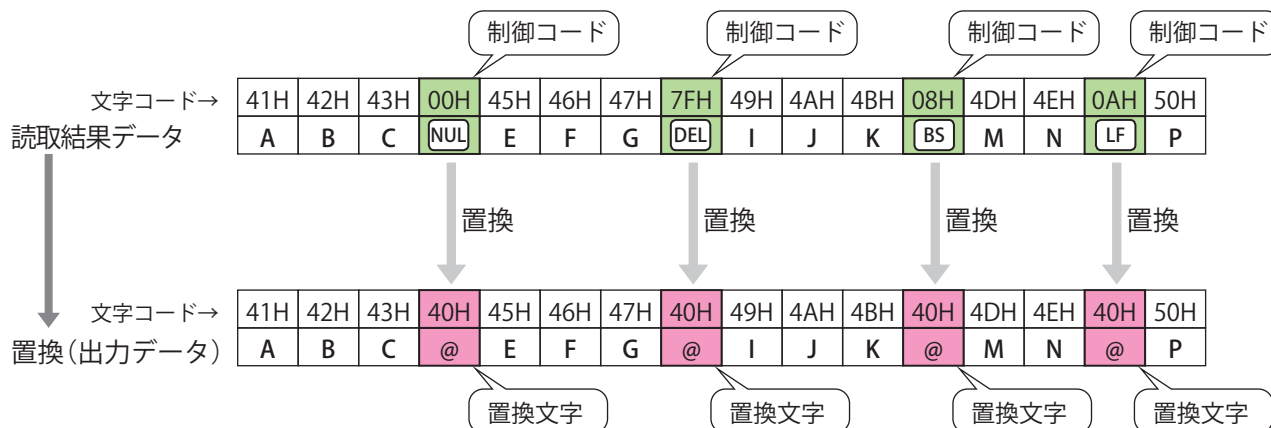 制御コード 制御コード 制御コード 制御コード
文字コード→ 41H 42H 43H 00H 45H 46H 47H 7FH 49H 4AH 4BH 08H 4DH 4EH 0AH 50H
読取結果データ A B C NUL E F G DEL I J K BS M N LF P
置換 置換 置換 置換
文字コード→ 41H 42H 43H 40H 45H 46H 47H 40H 49H 4AH 4BH 40H 4DH 4EH 40H 50H
置換(出力データ) A B C @ E F G @ I J K @ M N @ P
置換文字 置換文字 置換文字 置換文字